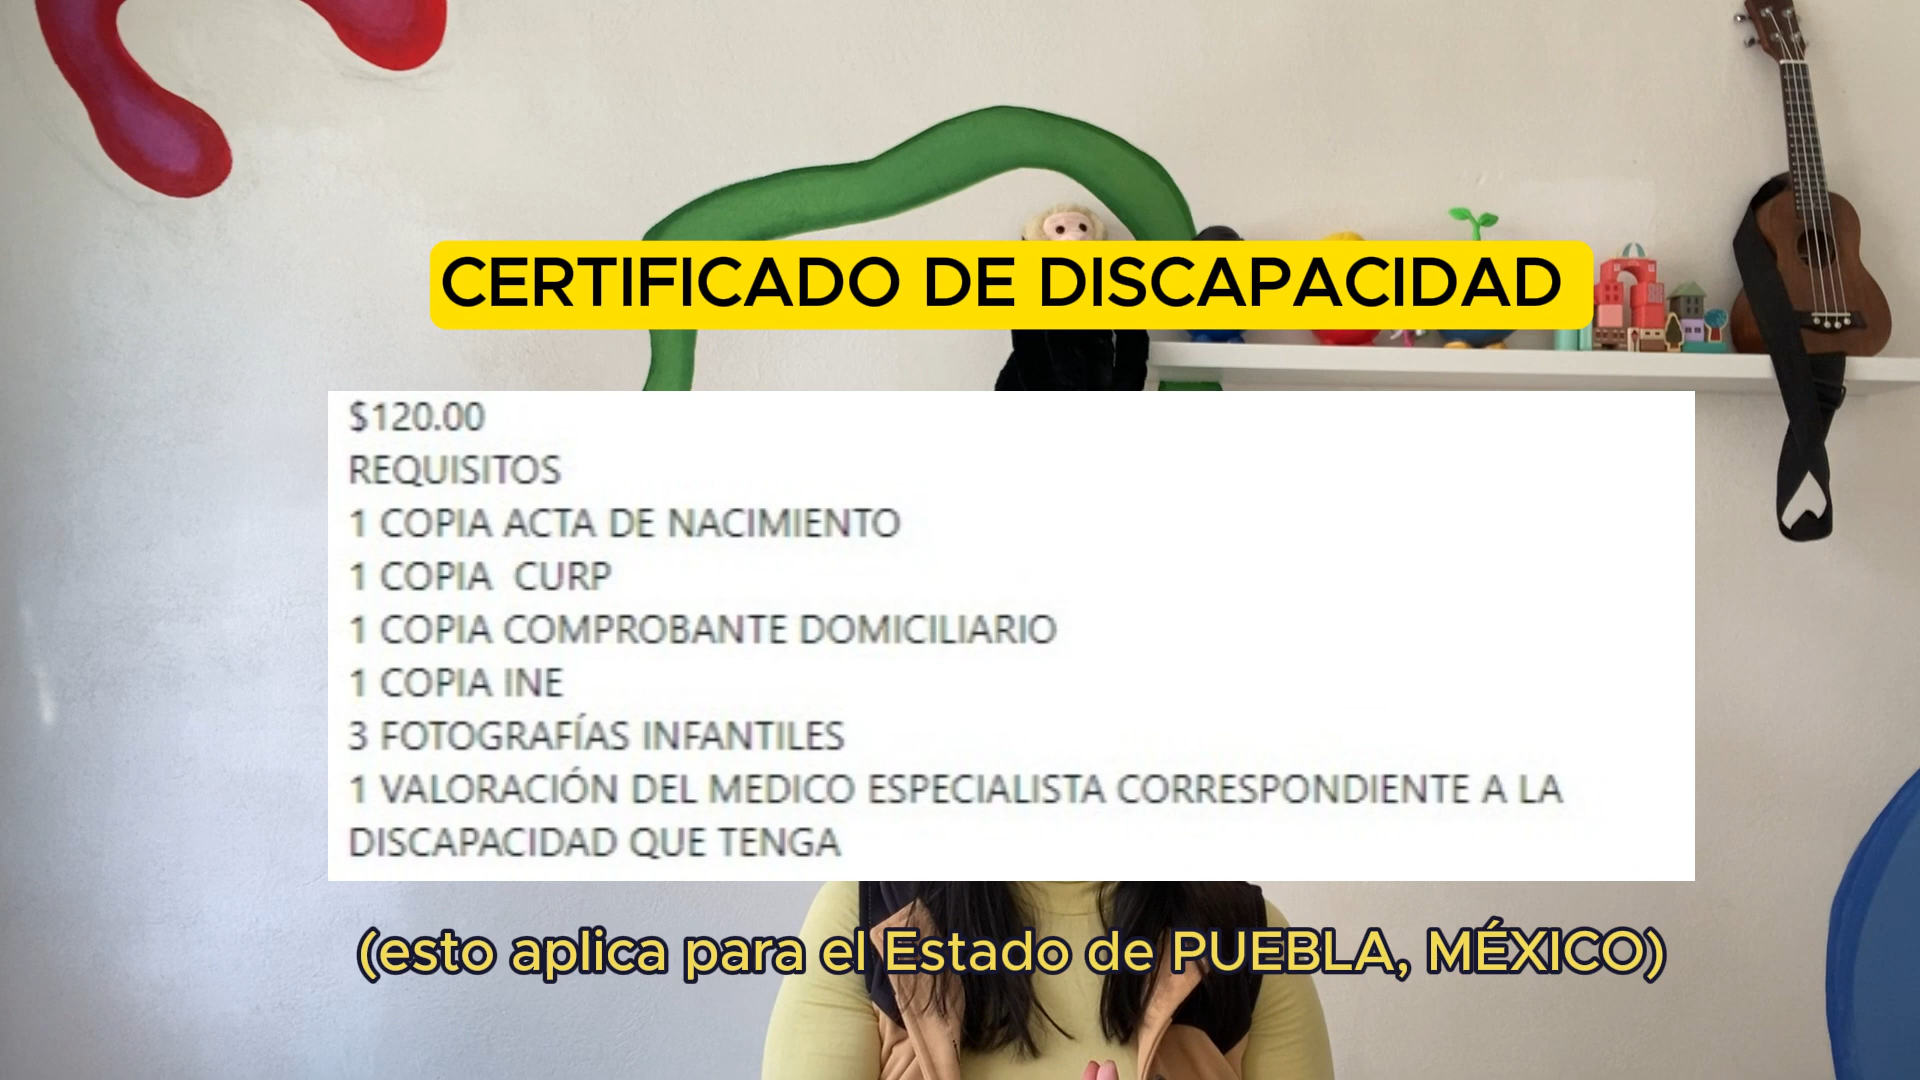 CERTIFICADO DE DISCAPACIDAD
$120.00
REQUISITOS
1 COPIA ACTA DE NACIMIENTO
1 COPIA  CURP
1 COPIA COMPROBANTE DOMICILIARIO
1 COPIA INE
3 FOTOGRAFÍAS INFANTILES
1 VALORACIÓN DEL MEDICO ESPECIALISTA CORRESPONDIENTE A LA
DISCAPACIDAD QUE TENGA
(esto aplica para el Estado de PUEBLA, MÉXICO)